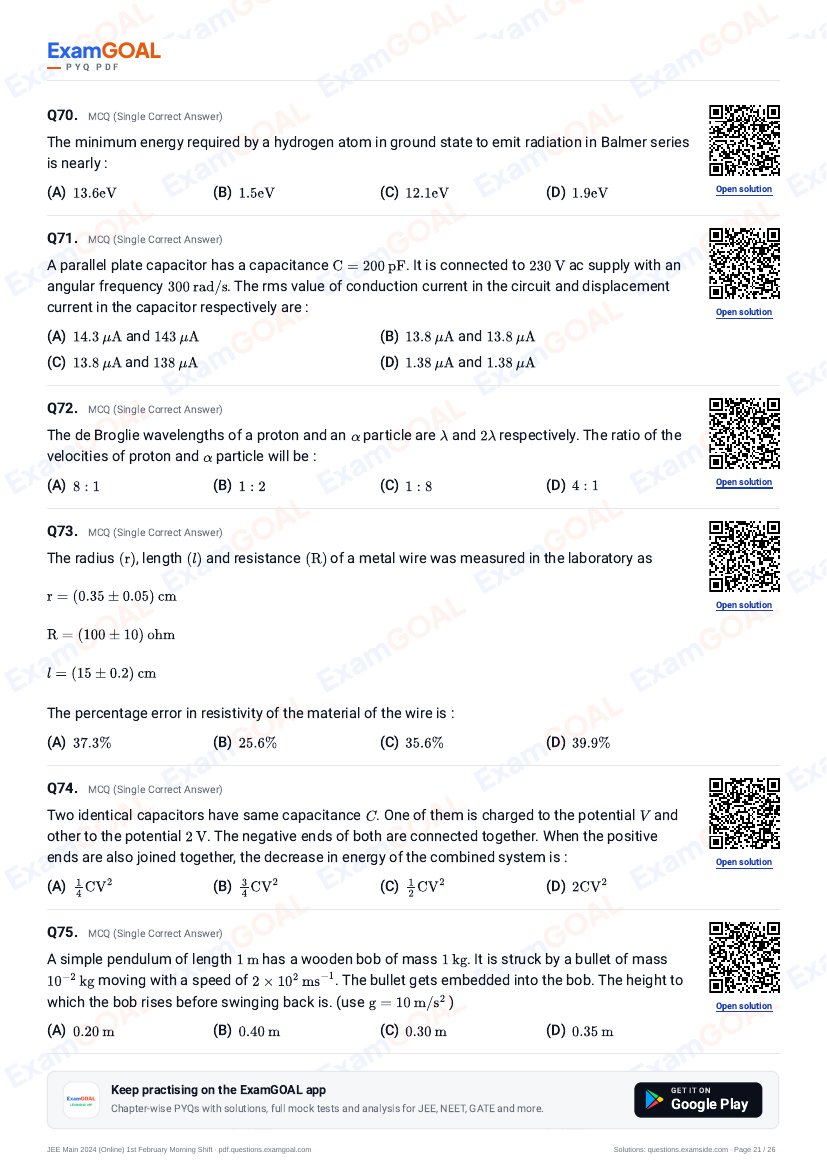 ExamGOAL
PYQ PDF
Q70. MCQ (Single Correct Answer)
The minimum energy required by a hydrogen atom in ground state to emit radiation in Balmer series
is nearly :
(A) 13.6eV (B) 1.5eV (C) 12.1eV (D) 1.9eV
Open solution
Q71. MCQ (Single Correct Answer)
A parallel plate capacitor has a capacitance C = 200 pF. It is connected to 230 V ac supply with an
angular frequency 300 rad/s. The rms value of conduction current in the circuit and displacement
current in the capacitor respectively are :
(A) 14.3 μA and 143 μA (B) 13.8 μA and 13.8 μA
(C) 13.8 μA and 138 μA (D) 1.38 μA and 1.38 μA
Open solution
Q72. MCQ (Single Correct Answer)
The de Broglie wavelengths of a proton and an α particle are λ and 2λ respectively. The ratio of the
velocities of proton and α particle will be :
(A) 8 : 1 (B) 1 : 2 (C) 1 : 8 (D) 4 : 1
Open solution
Q73. MCQ (Single Correct Answer)
The radius (r), length (l) and resistance (R) of a metal wire was measured in the laboratory as
r = (0.35 ± 0.05) cm
R = (100 ± 10) ohm
l = (15 ± 0.2) cm
The percentage error in resistivity of the material of the wire is :
(A) 37.3% (B) 25.6% (C) 35.6% (D) 39.9%
Open solution
Q74. MCQ (Single Correct Answer)
Two identical capacitors have same capacitance C. One of them is charged to the potential V and
other to the potential 2 V. The negative ends of both are connected together. When the positive
ends are also joined together, the decrease in energy of the combined system is :
(A) 1/4 CV² (B) 3/4 CV² (C) 1/2 CV² (D) 2CV²
Open solution
Q75. MCQ (Single Correct Answer)
A simple pendulum of length 1 m has a wooden bob of mass 1 kg. It is struck by a bullet of mass
10⁻² kg moving with a speed of 2 × 10² ms⁻¹. The bullet gets embedded into the bob. The height to
which the bob rises before swinging back is. (use g = 10 m/s² )
(A) 0.20 m (B) 0.40 m (C) 0.30 m (D) 0.35 m
Open solution
Keep practising on the ExamGOAL app
Chapter-wise PYQs with solutions, full mock tests and analysis for JEE, NEET, GATE and more.
GET IT ON
Google Play
JEE Main 2024 (Online) 1st February Morning Shift · pdf.questions.examgoal.com
Solutions: questions.examside.com · Page 21 / 26